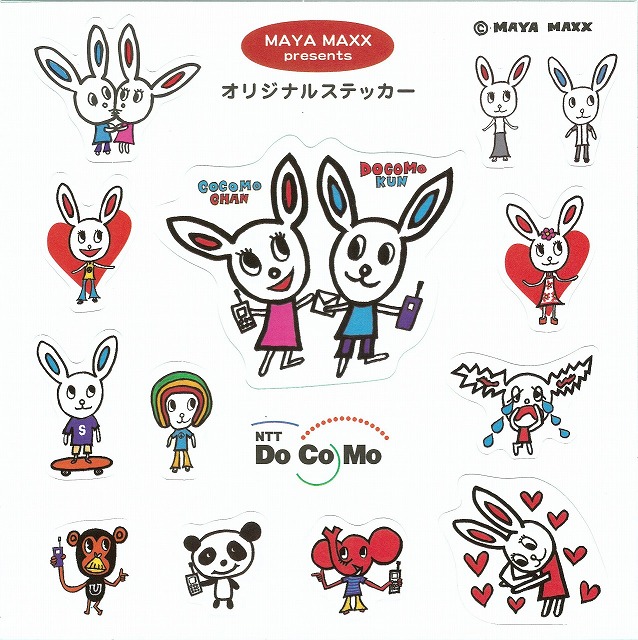 MAYA MAXX
presents
オリジナルステッカー
© MAYA MAXX
COCOMO
CHAN
DOCOMO
KUN
S
NTT
DoCoMo
U